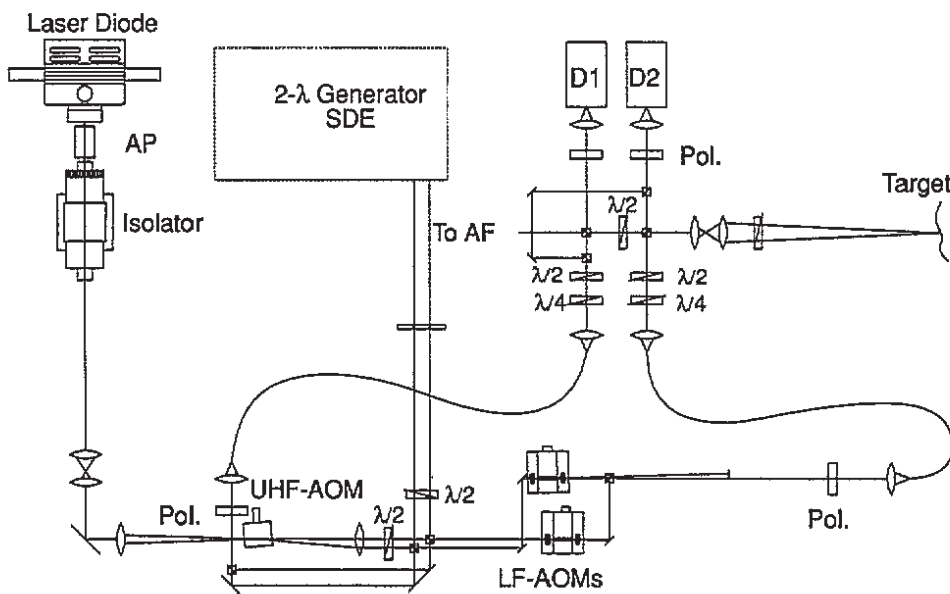 Laser Diode
AP
Isolator
2-λ Generator
SDE
To AF
D1
D2
Pol.
λ/2
Target
λ/2
λ/4
λ/2
λ/4
UHF-AOM
λ/2
Pol.
λ/2
LF-AOMs
Pol.